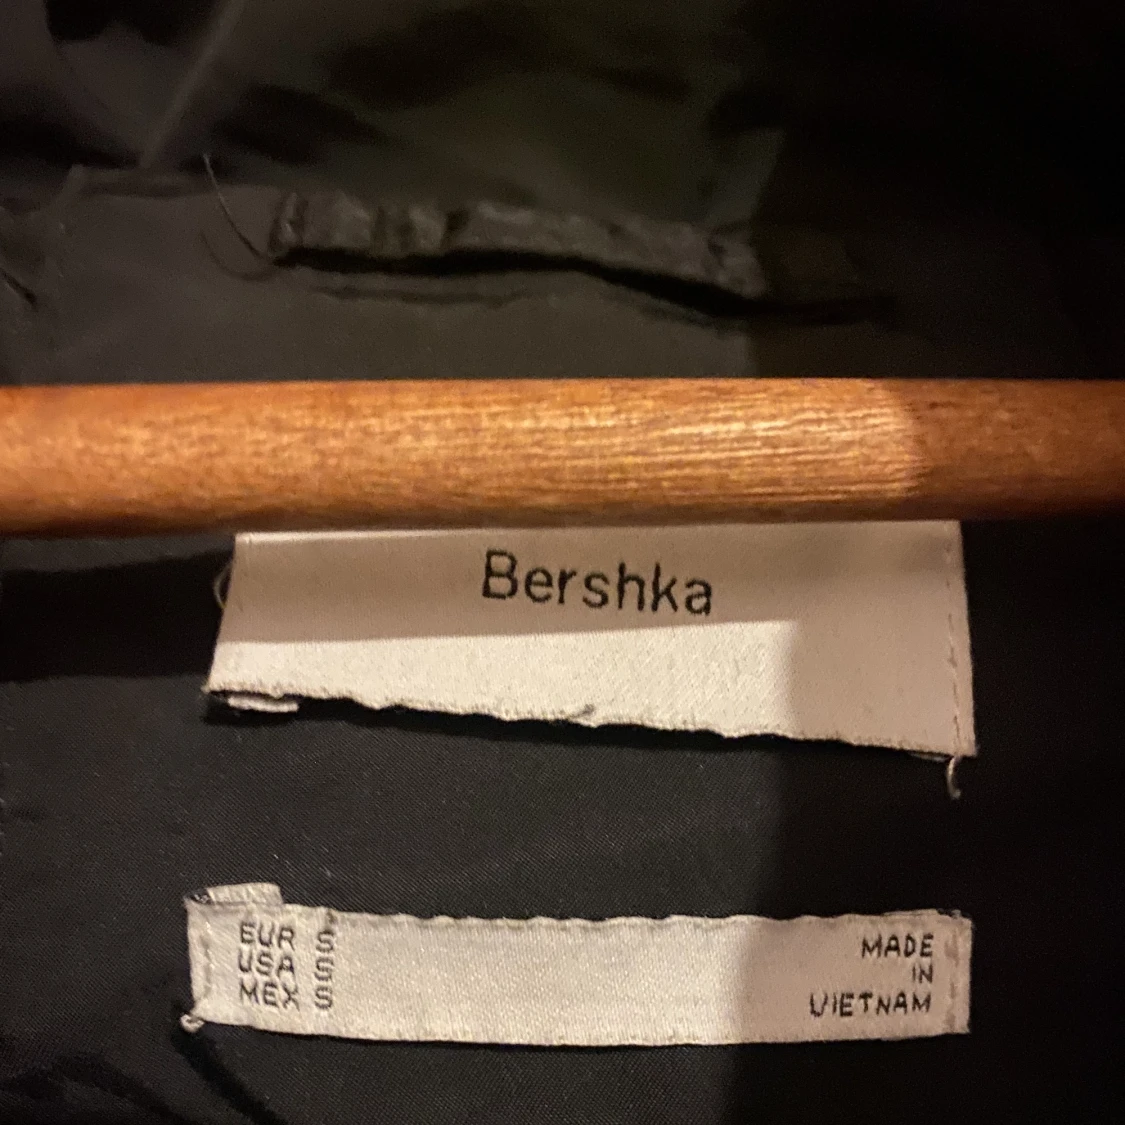 Bershka
EUR S
USA S
MEX S
MADE
IN
VIETNAM